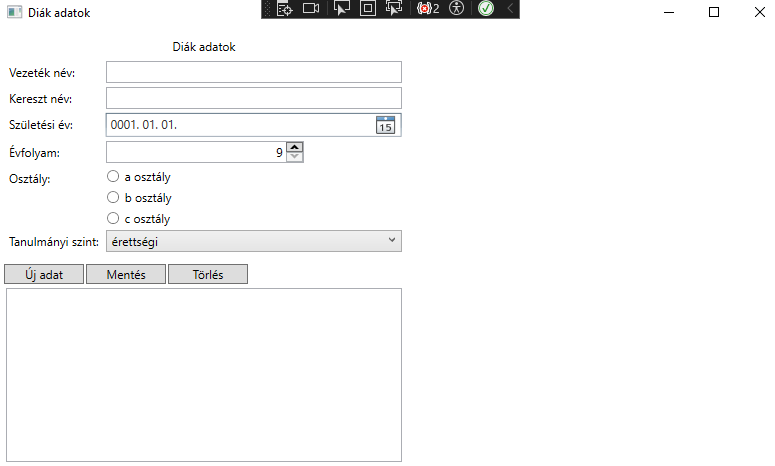 Diák adatok
2
Diák adatok
Vezeték név:
Kereszt név:
Születési év: 0001. 01. 01. 15
Évfolyam: 9
Osztály: a osztály
b osztály
c osztály
Tanulmányi szint: érettségi
Új adat Mentés Törlés